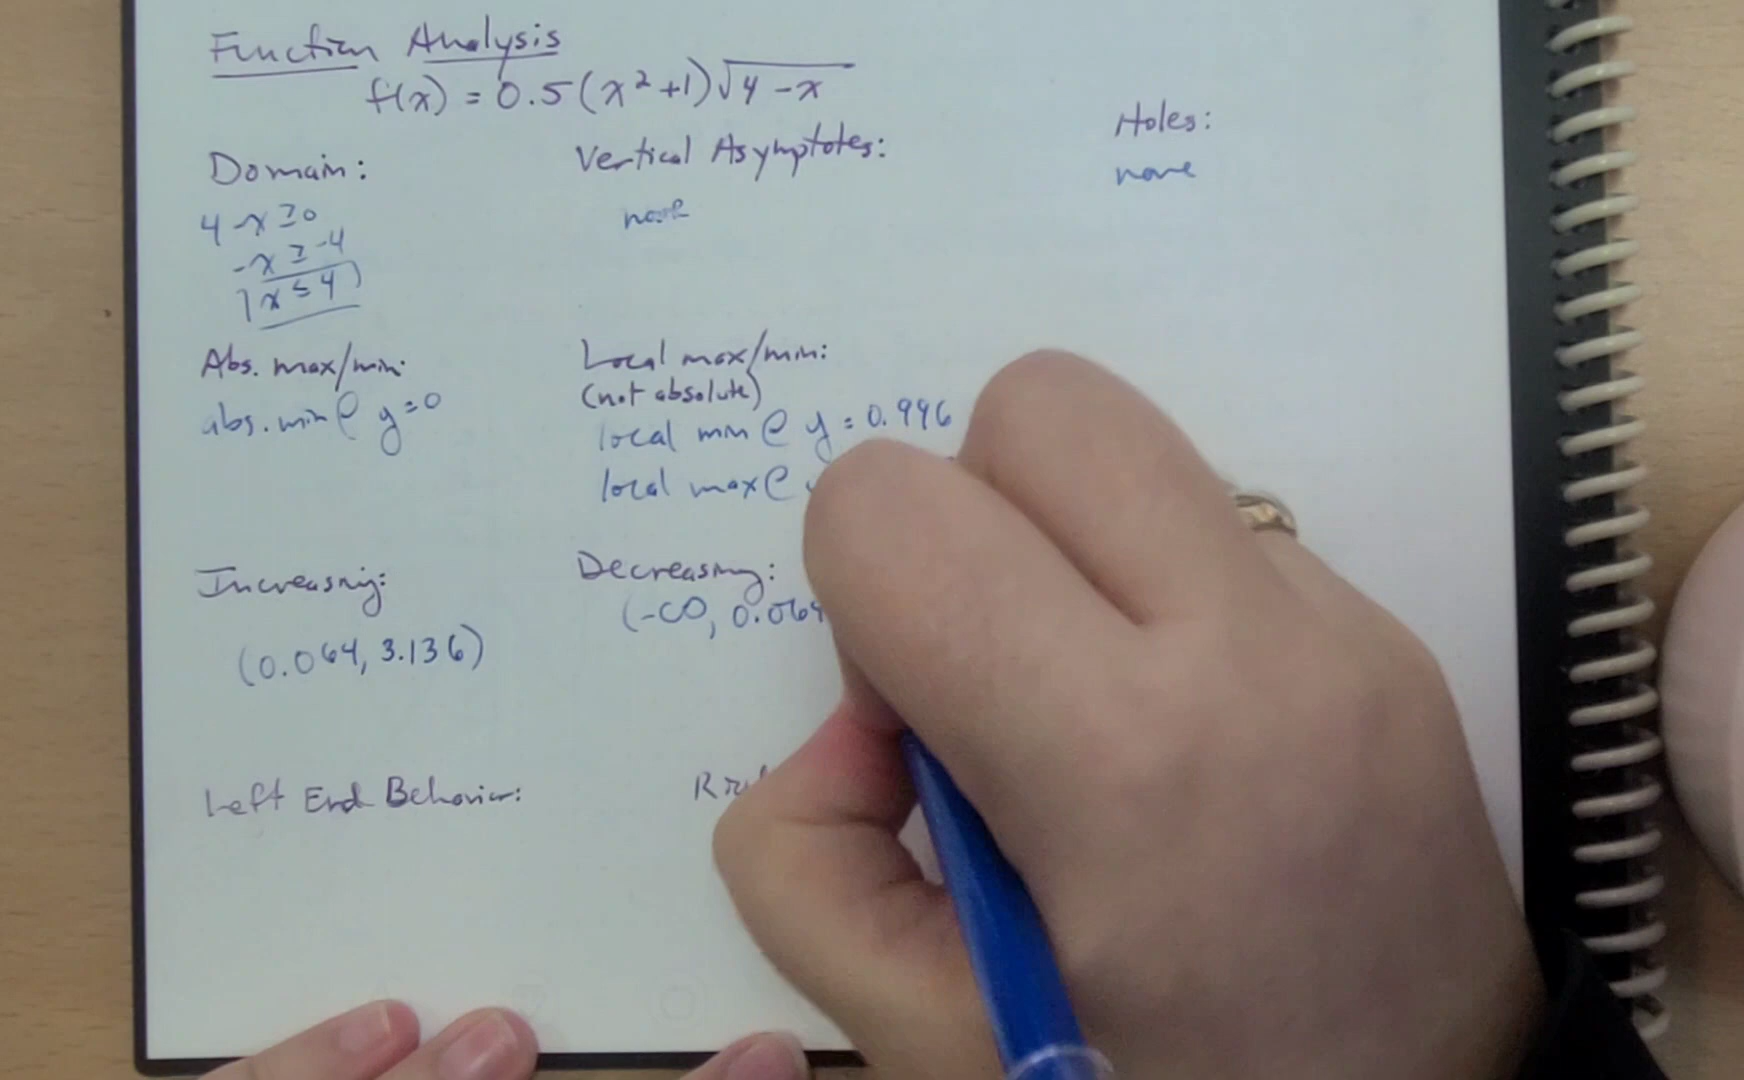 Function Analysis
f(x) = 0.5(x²+1)√4-x
Domain:
4-x≥0
-x≥-4
x≤4
Vertical Asymptotes:
none
Holes:
none
Abs. max/min:
abs. min @ y=0
Local max/min:
(not absolute)
local min @ y = 0.996
local max @
Increasing:
(0.064, 3.136)
Decreasing:
(-∞, 0.064
Left End Behavior: